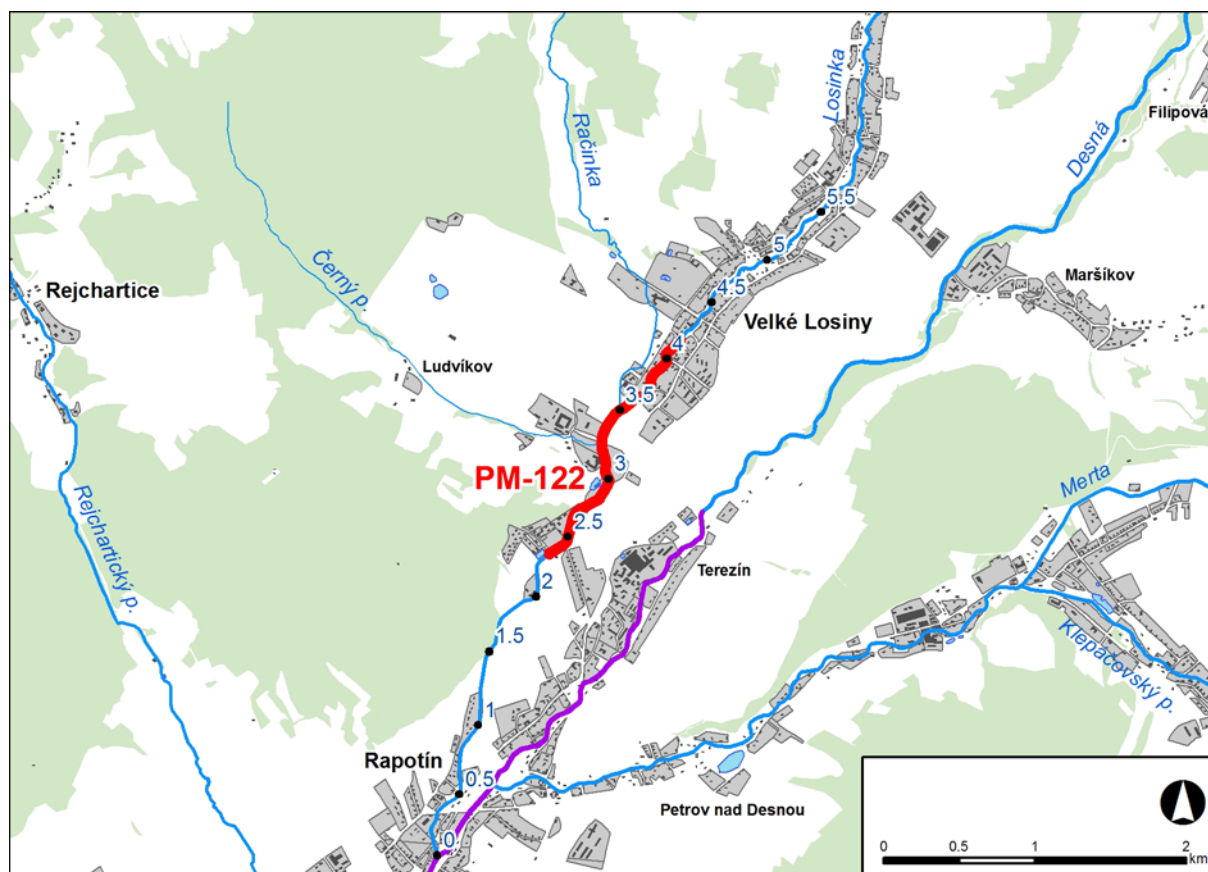 Losinka
Desná
Filipová
Račinka
5.5
5
Maršíkov
Černý p.
Rejchartice
4.5
Velké Losiny
4
Ludvíkov
3.5
PM-122
3
Merta
2.5
Rejchartický p.
Terezín
2
Klepáčovský p.
1.5
1
Rapotín
0.5
Petrov nad Desnou
0
0 0.5 1 2
km